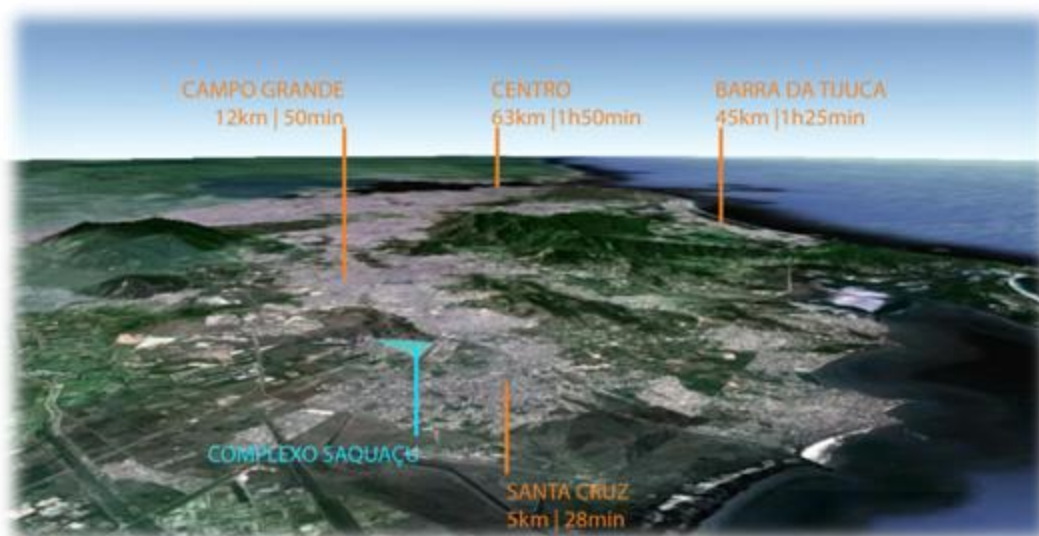 CAMPO GRANDE
12km | 50min
CENTRO
63km |1h50min
BARRA DA TIJUCA
45km |1h25min
COMPLEXO SAQUAÇU
SANTA CRUZ
5km | 28min